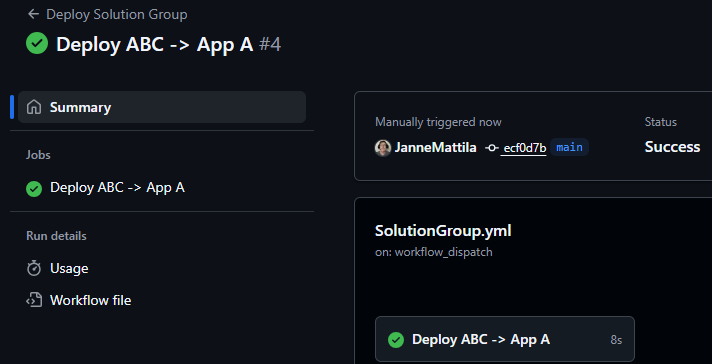 Deploy Solution Group
Deploy ABC -> App A #4
Summary
Jobs
Deploy ABC -> App A
Run details
Usage
Workflow file
Manually triggered now
JanneMattila ecf0d7b main
Status
Success
SolutionGroup.yml
on: workflow_dispatch
Deploy ABC -> App A 8s